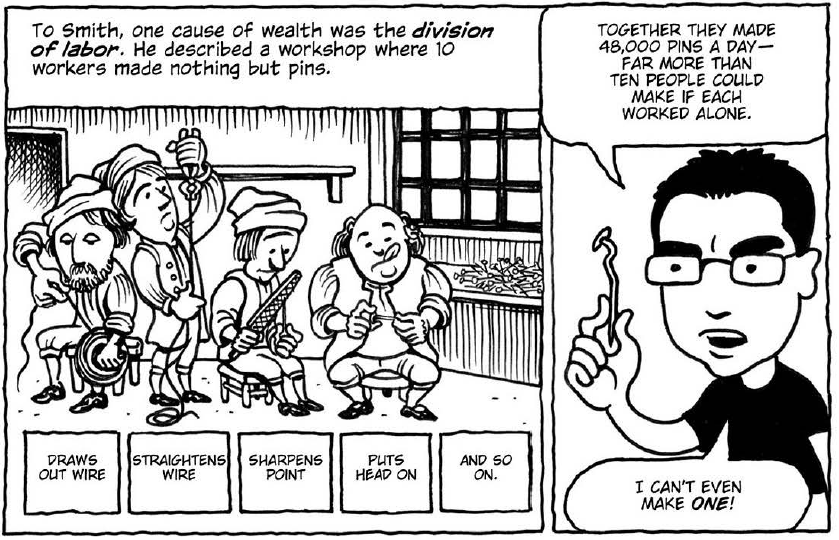 To Smith, one cause of wealth was the division
of labor. He described a workshop where 10
workers made nothing but pins.
DRAWS
OUT WIRE
STRAIGHTENS
WIRE
SHARPENS
POINT
PUTS
HEAD ON
AND SO
ON.
TOGETHER THEY MADE
48,000 PINS A DAY—
FAR MORE THAN
TEN PEOPLE COULD
MAKE IF EACH
WORKED ALONE.
I CAN'T EVEN
MAKE ONE!